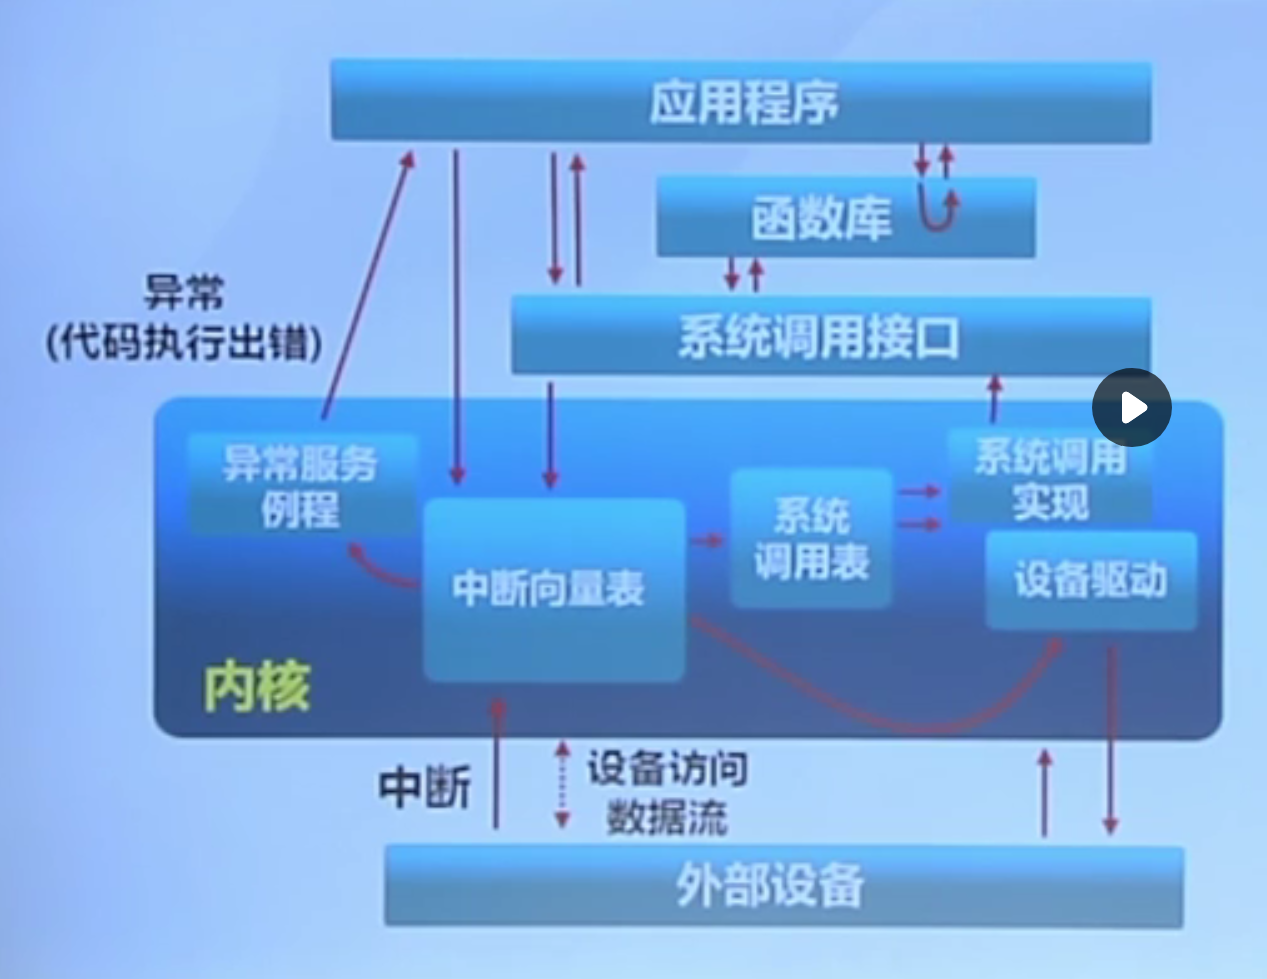 应用程序
函数库
异常
(代码执行出错)
系统调用接口
异常服务
例程
中断向量表
系统
调用表
系统调用
实现
设备驱动
内核
中断
设备访问
数据流
外部设备